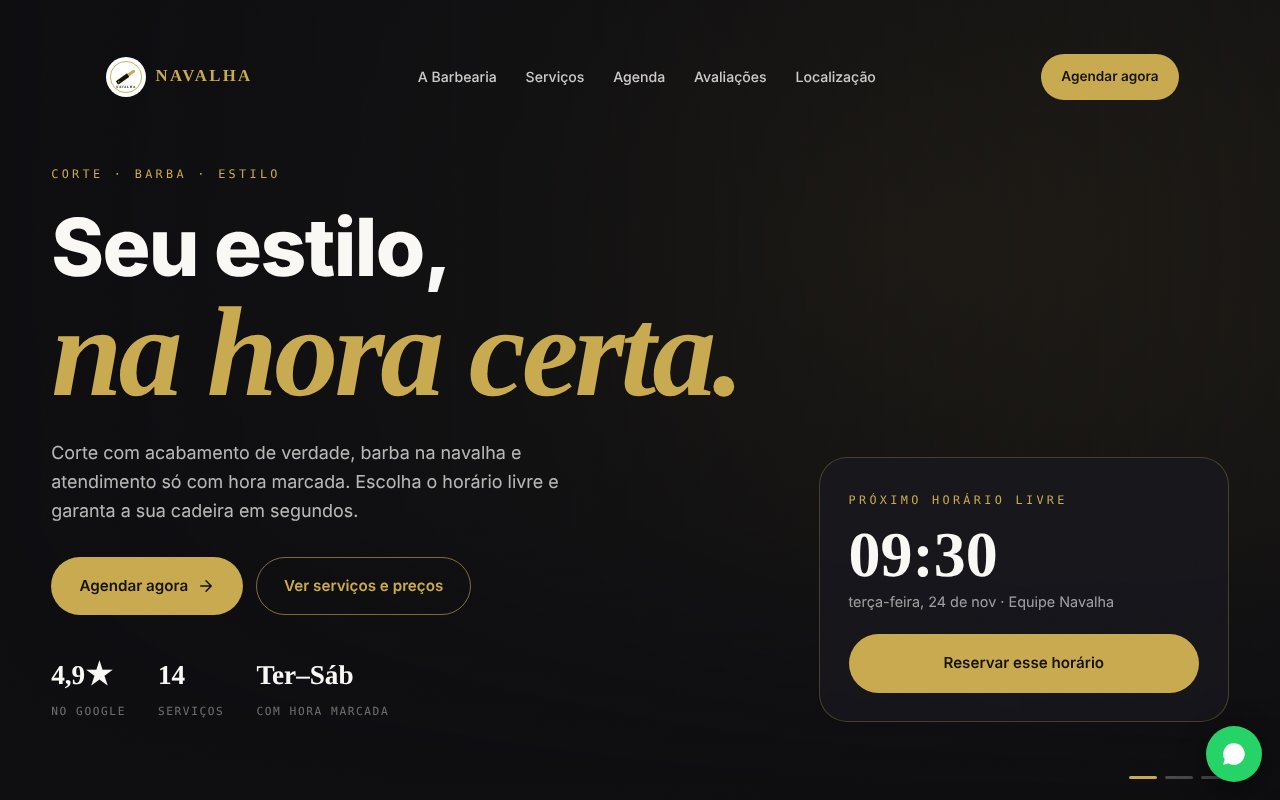 NAVALHA
NAVALHA
A Barbearia
Serviços
Agenda
Avaliações
Localização
Agendar agora
CORTE · BARBA · ESTILO
Seu estilo,
na hora certa.
Corte com acabamento de verdade, barba na navalha e
atendimento só com hora marcada. Escolha o horário livre e
garanta a sua cadeira em segundos.
Agendar agora →
Ver serviços e preços
4,9★
NO GOOGLE
14
SERVIÇOS
Ter–Sáb
COM HORA MARCADA
PRÓXIMO HORÁRIO LIVRE
09:30
terça-feira, 24 de nov · Equipe Navalha
Reservar esse horário